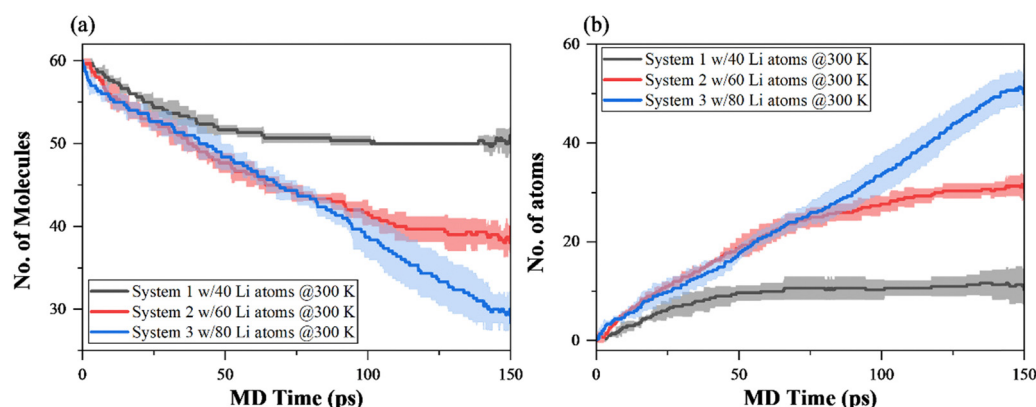 (a)
No. of Molecules
60
50
40
30
System 1 w/40 Li atoms @300 K
System 2 w/60 Li atoms @300 K
System 3 w/80 Li atoms @300 K
0
50
100
150
MD Time (ps)
(b)
No. of atoms
60
40
20
0
System 1 w/40 Li atoms @300 K
System 2 w/60 Li atoms @300 K
System 3 w/80 Li atoms @300 K
0
50
100
150
MD Time (ps)